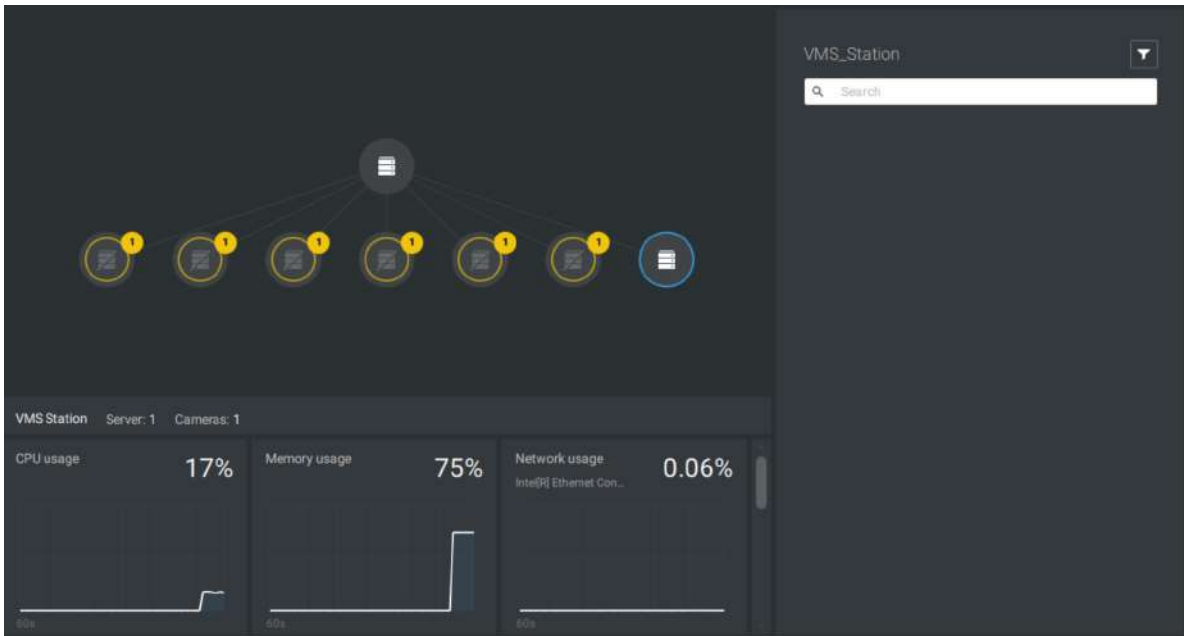 VMS_Station
Search
1 1 1 1 1 1
VMS Station Server: 1 Cameras: 1
CPU usage 17%
Memory usage 75%
Network usage 0.06%
Intel[R] Ethernet Con...
60s 60s 60s